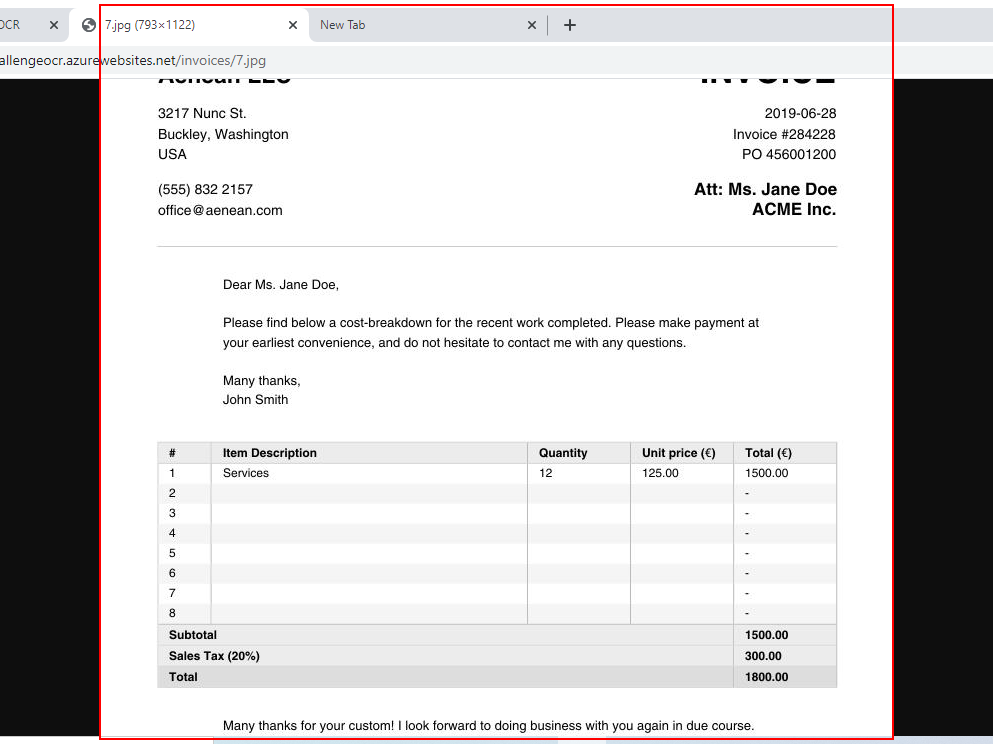 OCR
7.jpg (793×1122)
New Tab
allengeocr.azurewebsites.net/invoices/7.jpg
Aenean LLC
INVOICE
3217 Nunc St.
2019-06-28
Buckley, Washington
Invoice #284228
USA
PO 456001200
(555) 832 2157
Att: Ms. Jane Doe
office@aenean.com
ACME Inc.
Dear Ms. Jane Doe,
Please find below a cost-breakdown for the recent work completed. Please make payment at
your earliest convenience, and do not hesitate to contact me with any questions.
Many thanks,
John Smith
# Item Description Quantity Unit price (€) Total (€)
1 Services 12 125.00 1500.00
2 -
3 -
4 -
5 -
6 -
7 -
8 -
Subtotal 1500.00
Sales Tax (20%) 300.00
Total 1800.00
Many thanks for your custom! I look forward to doing business with you again in due course.